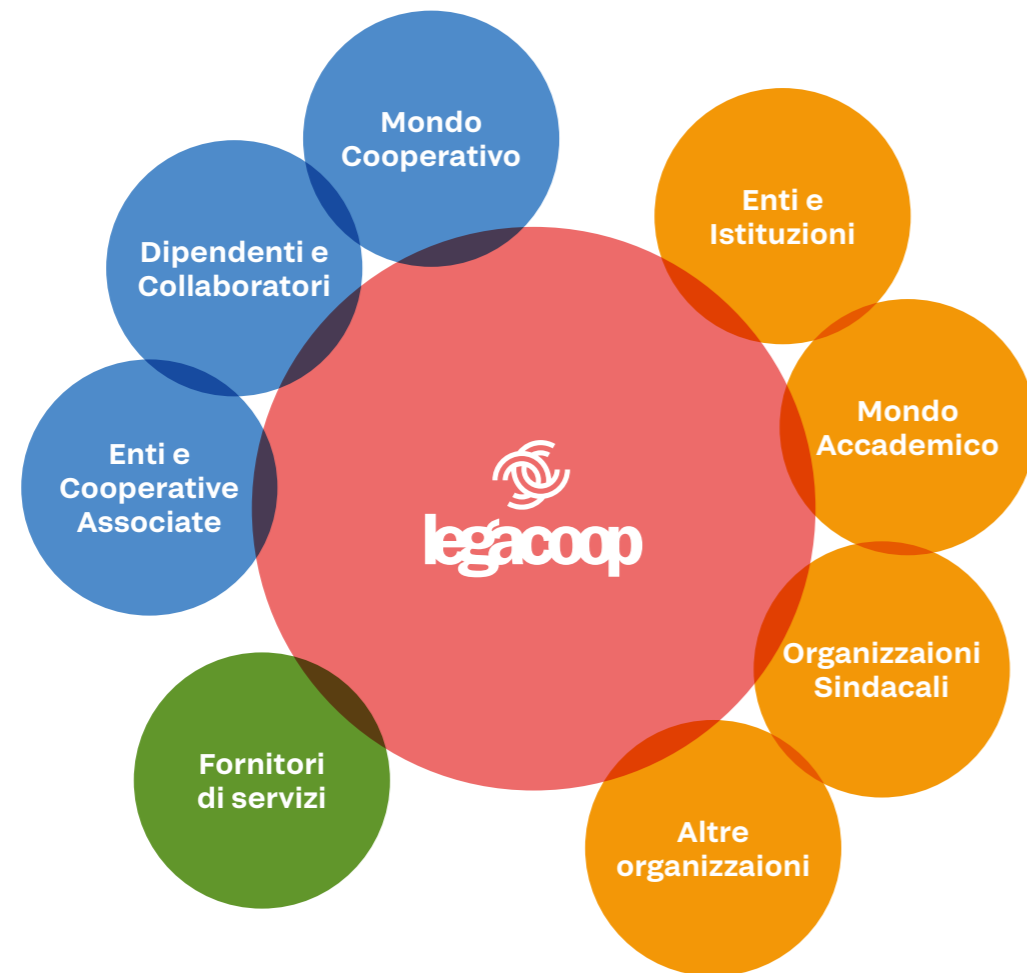 Mondo
Cooperativo
Enti e
Istituzioni
Dipendenti e
Collaboratori
Mondo
Accademico
Enti e
Cooperative
Associate
legacoop
Organizzaioni
Sindacali
Fornitori
di servizi
Altre
organizzaioni